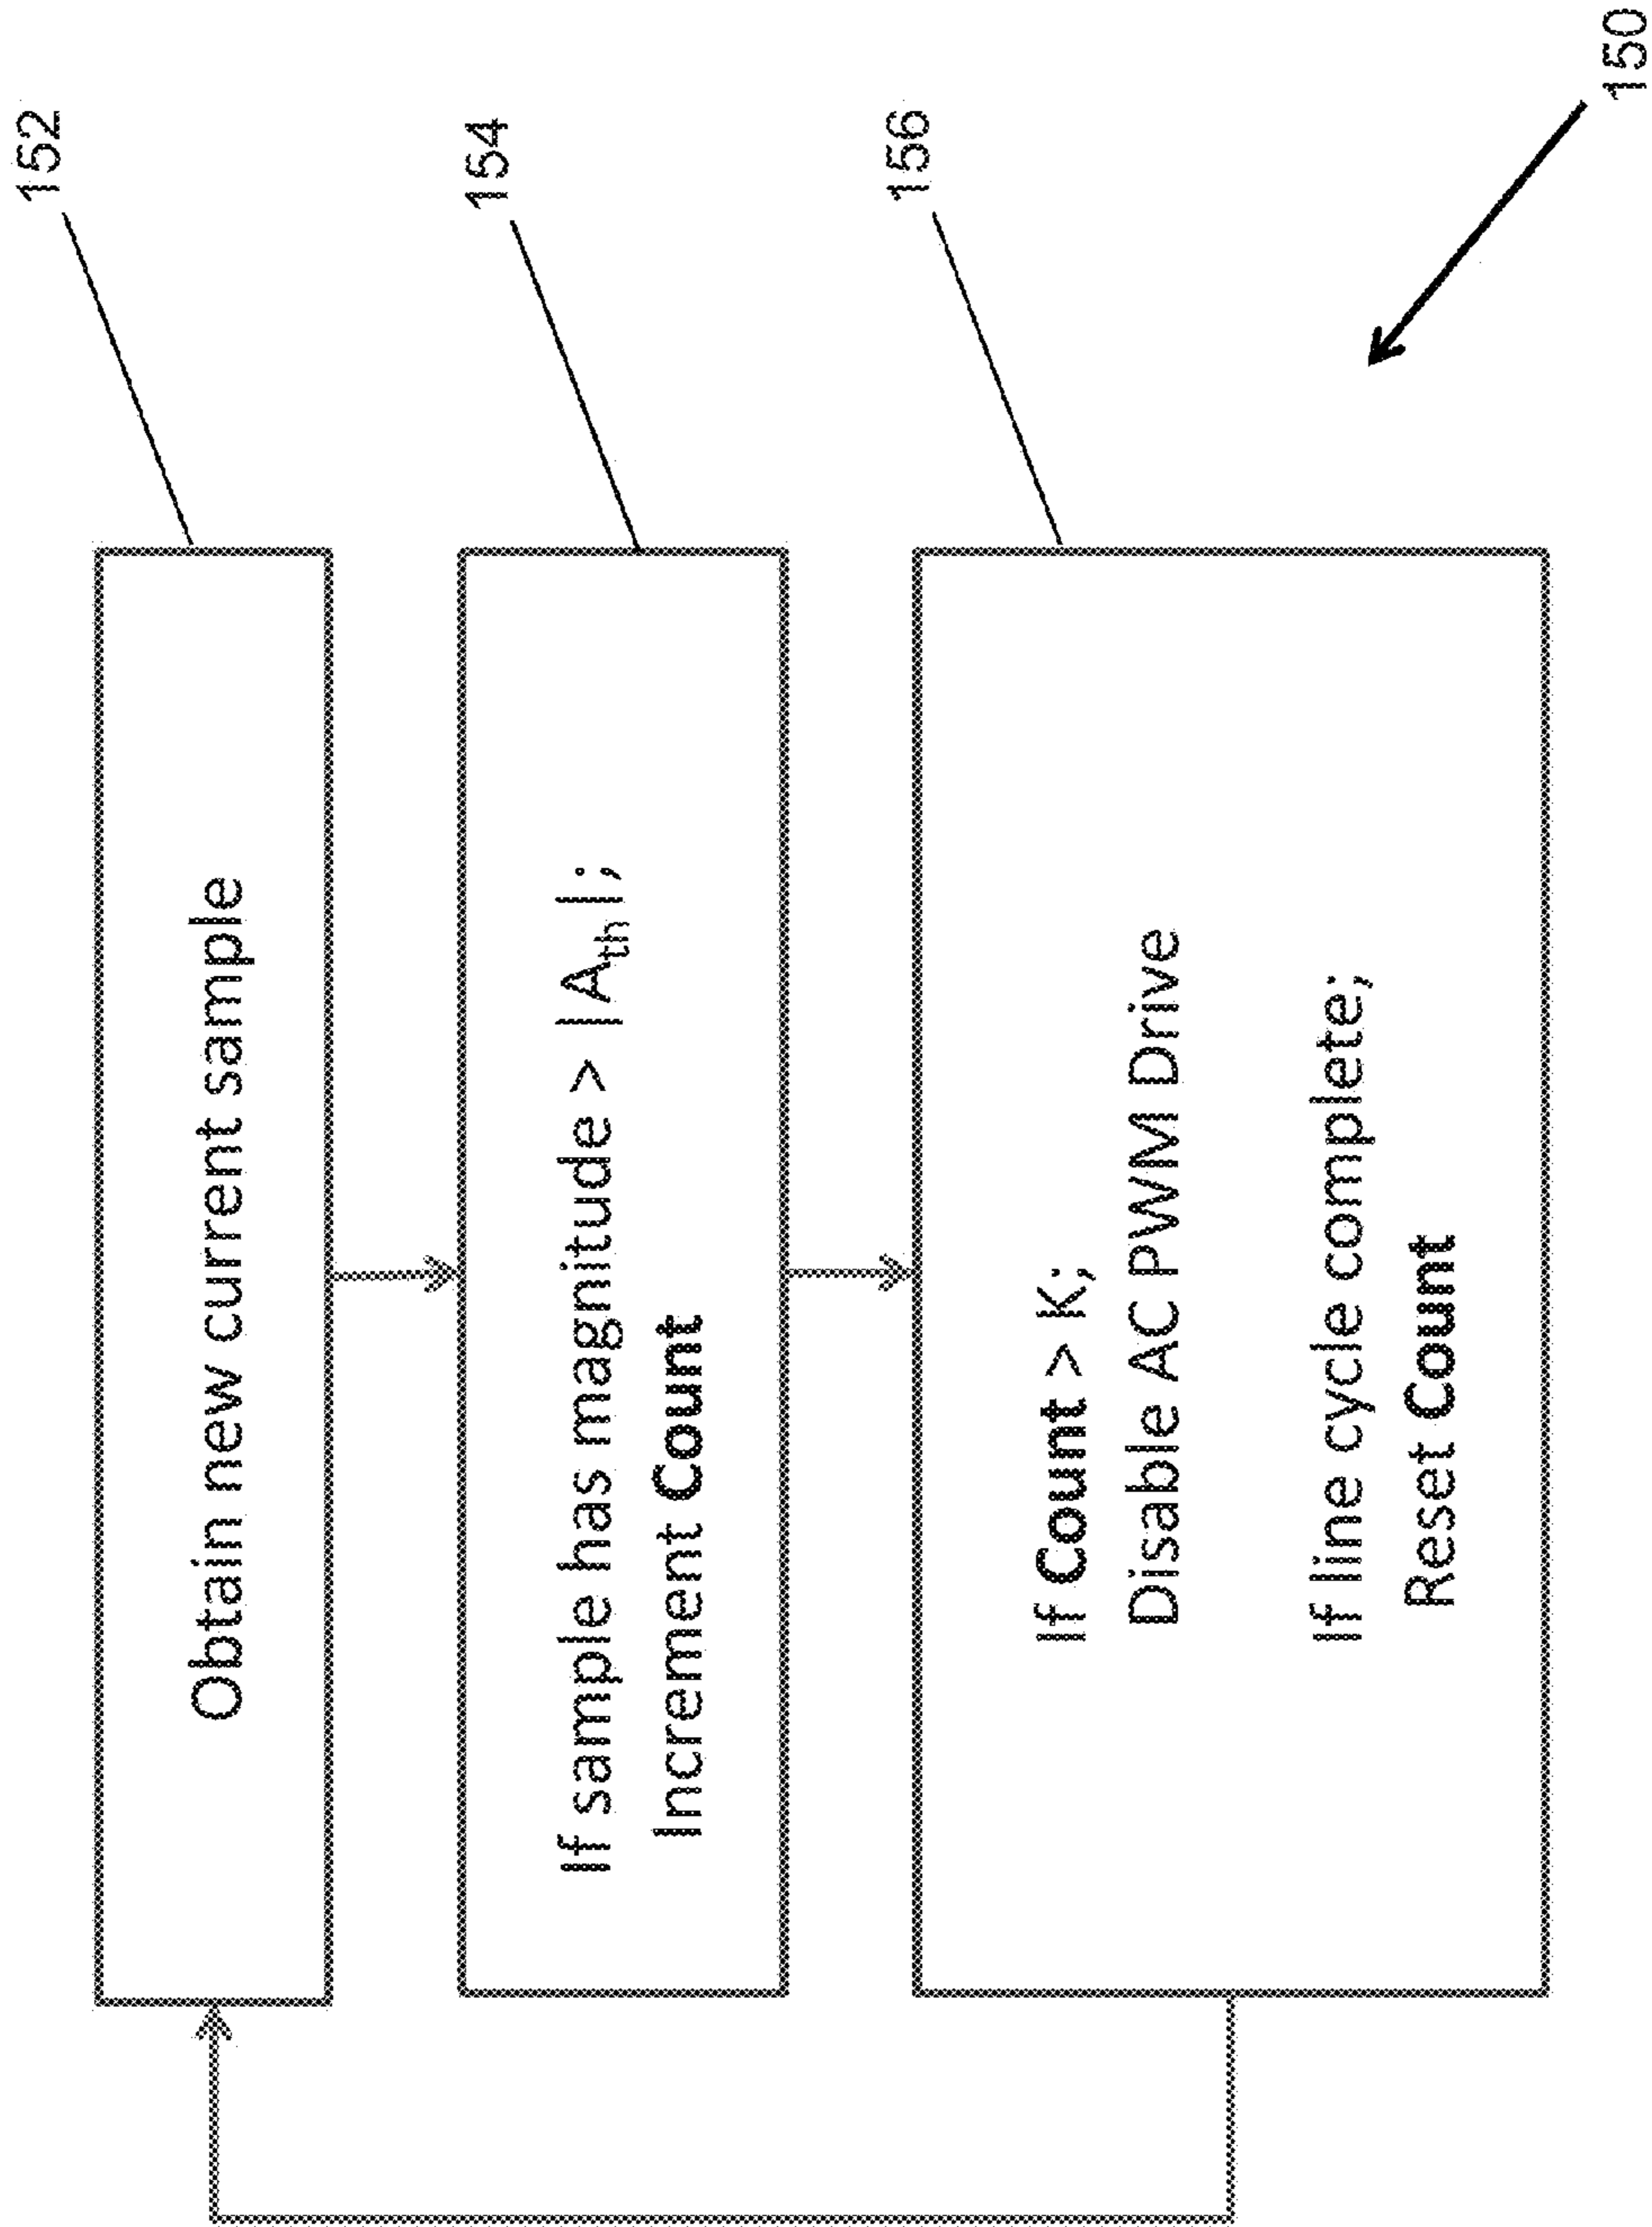 Obtain new current sample
152
If sample has magnitude > |Ath|;
Increment Count
154
If Count > K;
Disable AC PWM Drive
If line cycle complete;
Reset Count
156
150